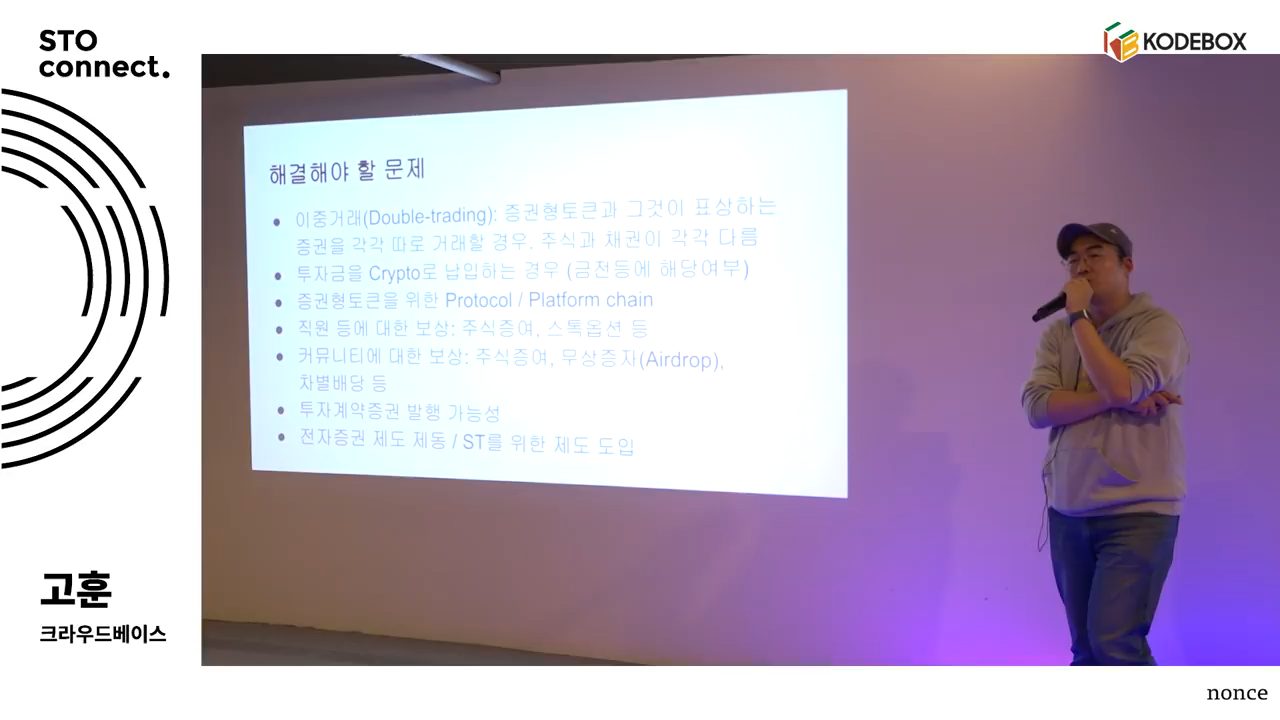 STO
connect.
KODEBOX
해결해야 할 문제
• 이중거래(Double-trading): 증권형토큰과 그것이 표상하는
증권을 각각 따로 거래할 경우. 주식과 채권이 각각 다름
• 투자금을 Crypto로 납입하는 경우 (금전등에 해당여부)
• 증권형토큰을 위한 Protocol / Platform chain
• 직원 등에 대한 보상: 주식증여, 스톡옵션 등
• 커뮤니티에 대한 보상: 주식증여, 무상증자(Airdrop),
차별배당 등
• 투자계약증권 발행 가능성
• 전자증권 제도 제동 / ST를 위한 제도 도입
고훈
크라우드베이스
nonce